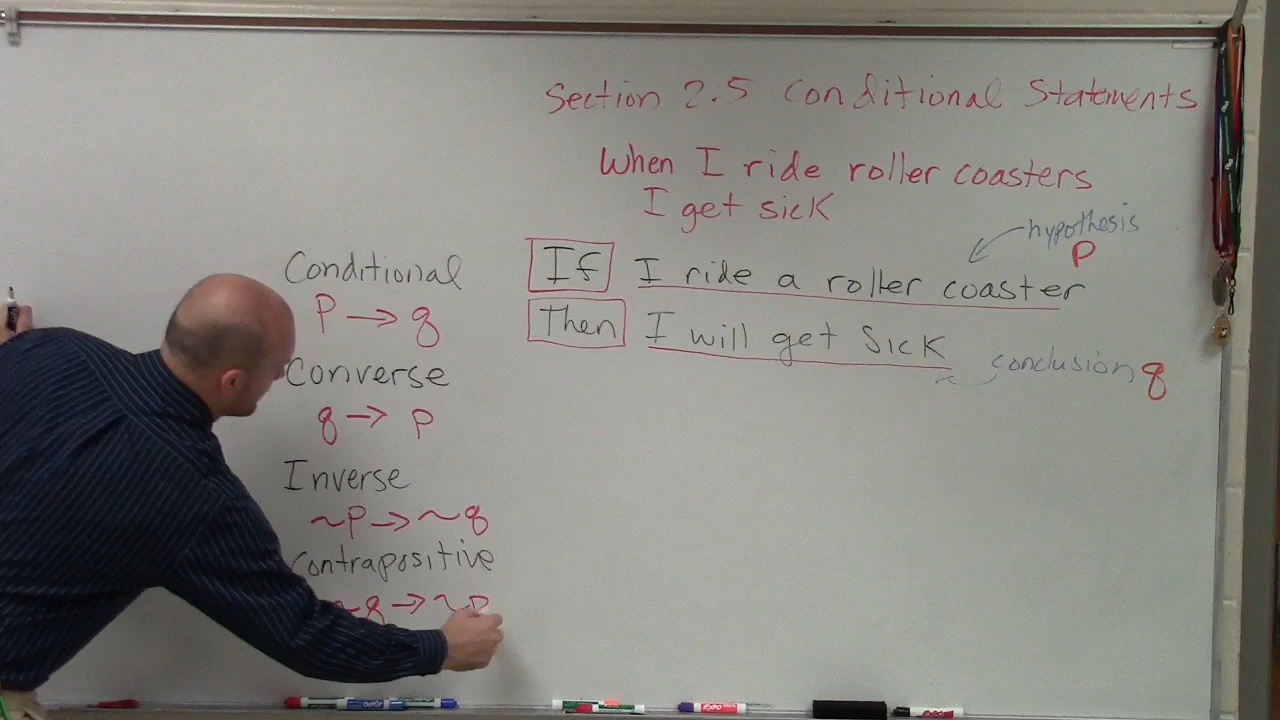 Section 2.5 Conditional Statements
When I ride roller coasters
I get sick
hypothesis
p
If I ride a roller coaster
Then I will get sick
conclusion q
Conditional
p → q
Converse
q → p
Inverse
~p → ~q
Contrapositive
~q → ~p
EXPO